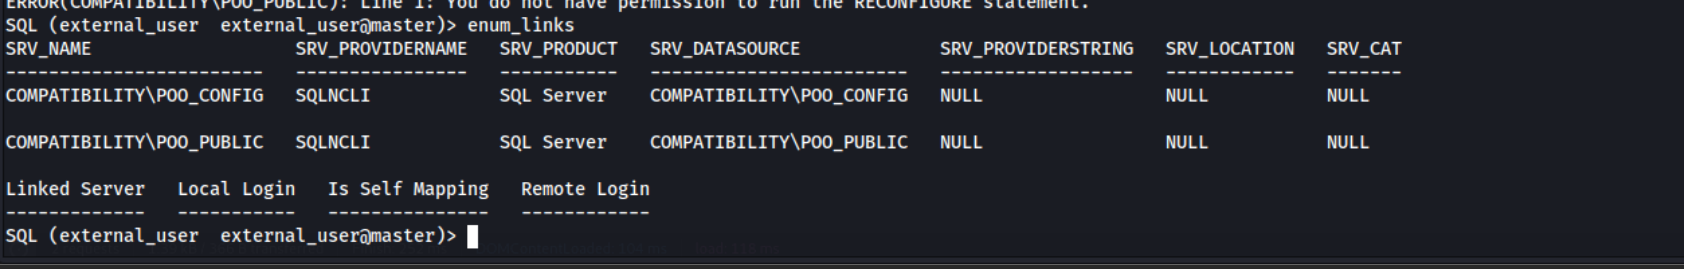 ERROR(COMPATIBILITY\POO_PUBLIC): Line 1: You do not have permission to run the RECONFIGURE statement.
SQL (external_user  external_user@master)> enum_links
SRV_NAME                  SRV_PROVIDERNAME   SRV_PRODUCT   SRV_DATASOURCE            SRV_PROVIDERSTRING   SRV_LOCATION   SRV_CAT
------------------------   ----------------   -----------   ------------------------   ------------------   ------------   -------
COMPATIBILITY\POO_CONFIG   SQLNCLI            SQL Server    COMPATIBILITY\POO_CONFIG   NULL                 NULL           NULL
COMPATIBILITY\POO_PUBLIC   SQLNCLI            SQL Server    COMPATIBILITY\POO_PUBLIC   NULL                 NULL           NULL
Linked Server   Local Login   Is Self Mapping   Remote Login
-------------   -----------   ---------------   ------------
SQL (external_user  external_user@master)>